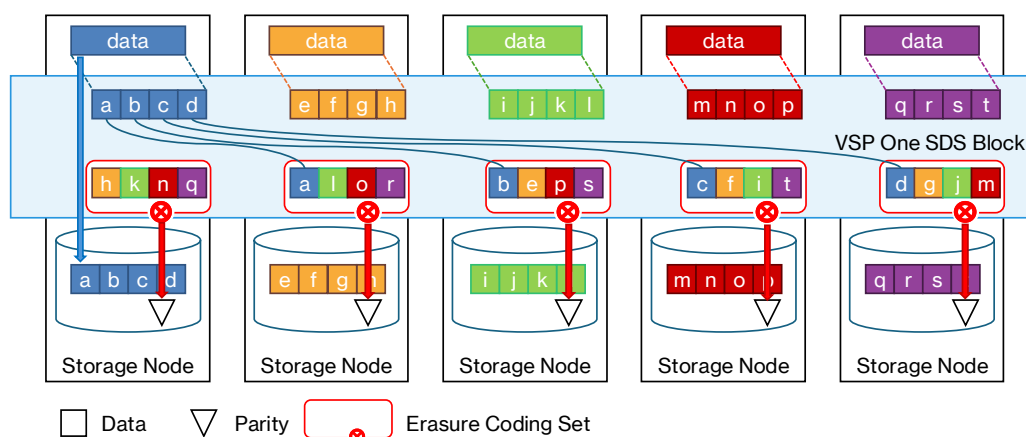 data data data data data
a b c d e f g h i j k l m n o p q r s t
VSP One SDS Block
h k n q a l o r b e p s c f i t d g j m
a b c d e f g h i j k m n o p q r s
Storage Node Storage Node Storage Node Storage Node Storage Node
Data Parity Erasure Coding Set